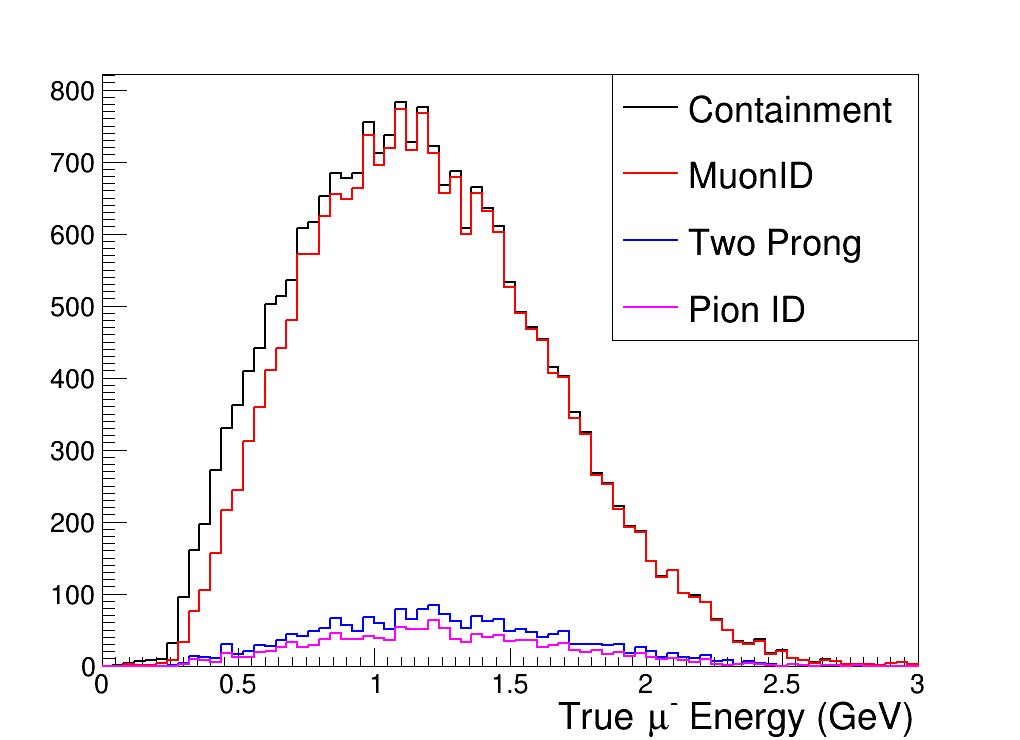 800
700
600
500
400
300
200
100
0
0 0.5 1 1.5 2 2.5 3
Containment
MuonID
Two Prong
Pion ID
True μ⁻ Energy (GeV)